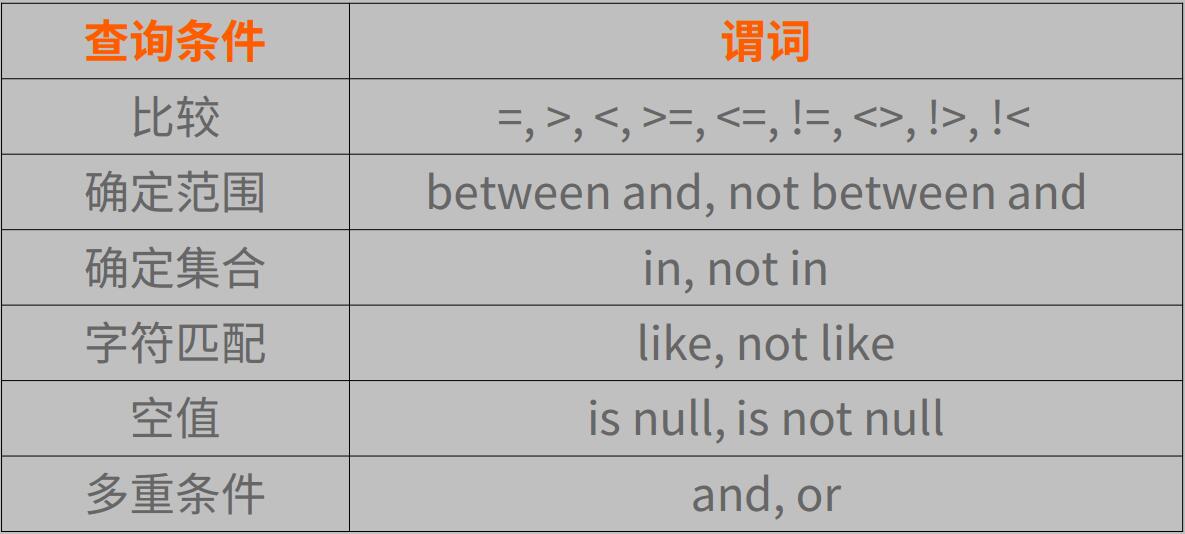 查询条件 谓词
比较 =, >, <, >=, <=, !=, <>, !>, !<
确定范围 between and, not between and
确定集合 in, not in
字符匹配 like, not like
空值 is null, is not null
多重条件 and, or